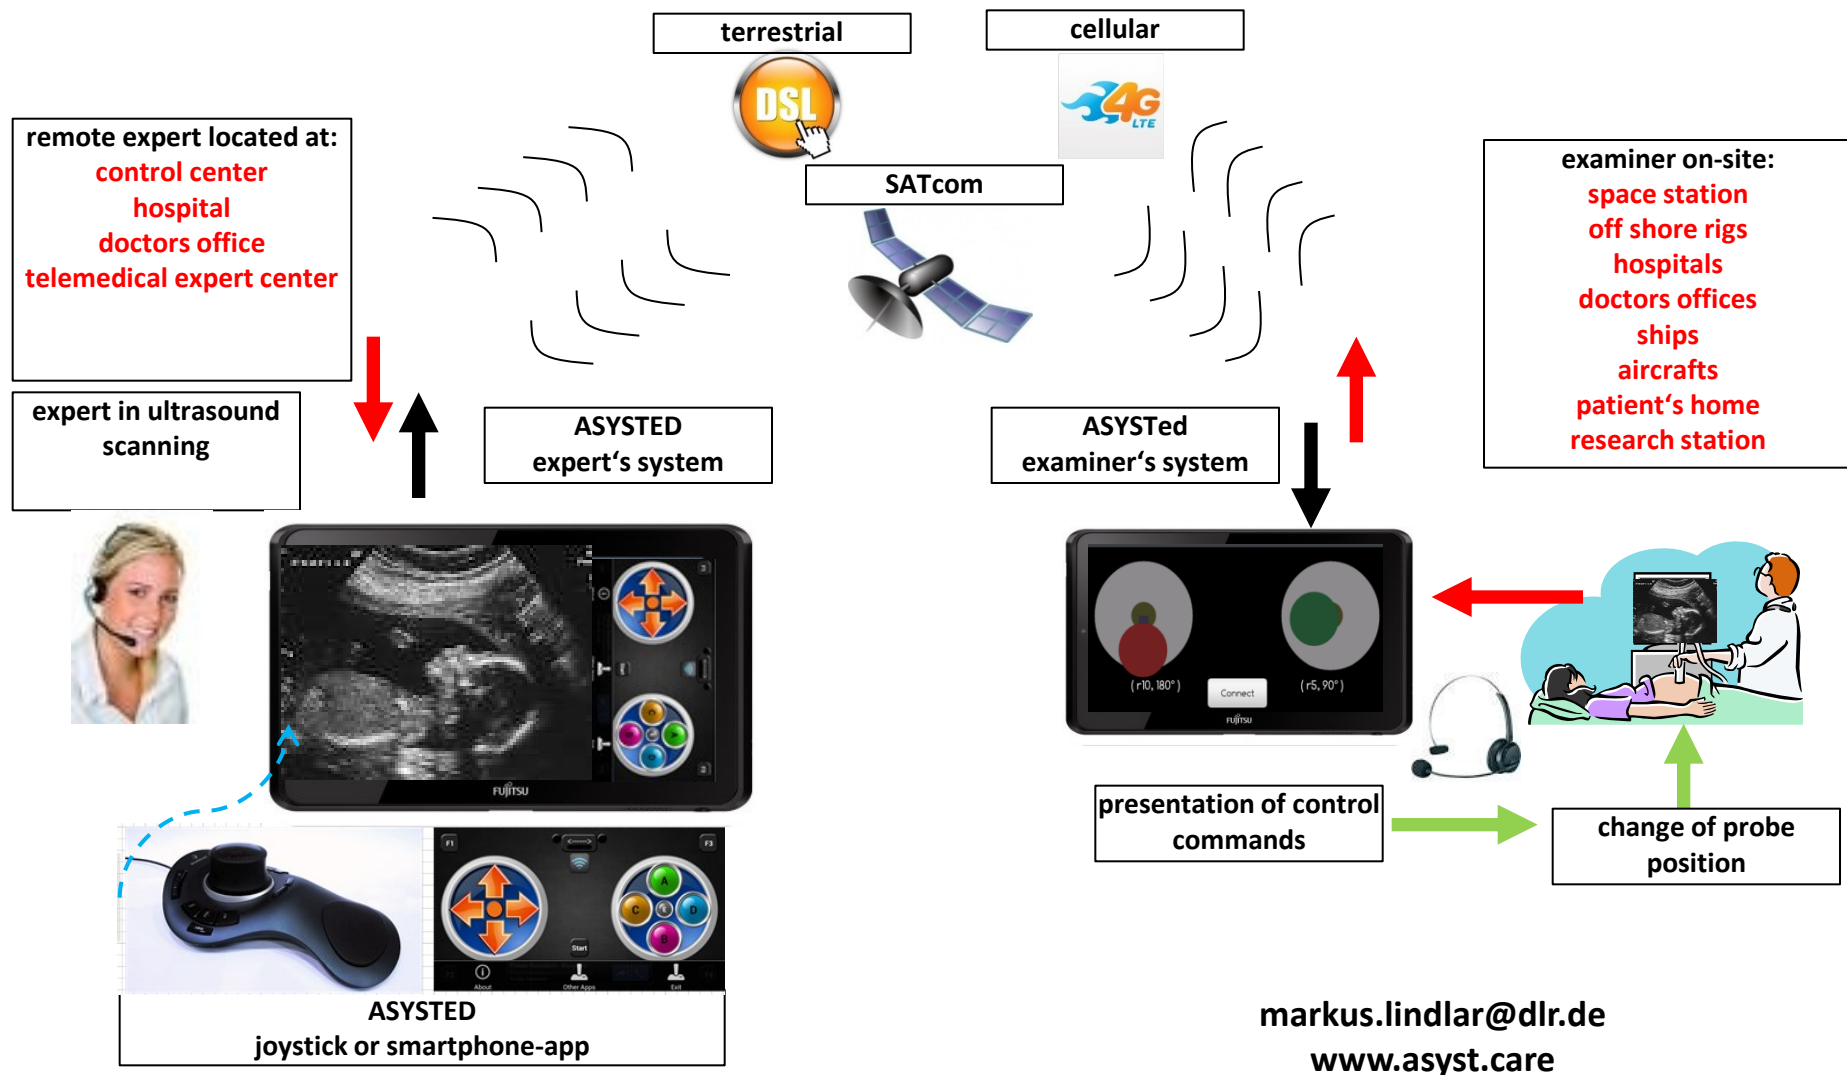 terrestrial
cellular
DSL
4G
LTE
SATcom
remote expert located at:
control center
hospital
doctors office
telemedical expert center
examiner on-site:
space station
off shore rigs
hospitals
doctors offices
ships
aircrafts
patient‘s home
research station
expert in ultrasound
scanning
ASYSTED
expert‘s system
ASYSTed
examiner‘s system
FUJITSU
(r10, 180°)
Connect
(r5, 90°)
FUJITSU
presentation of control
commands
change of probe
position
F1
F3
A
C
D
B
Start
About
Other Apps
Exit
ASYSTED
joystick or smartphone-app
markus.lindlar@dlr.de
www.asyst.care